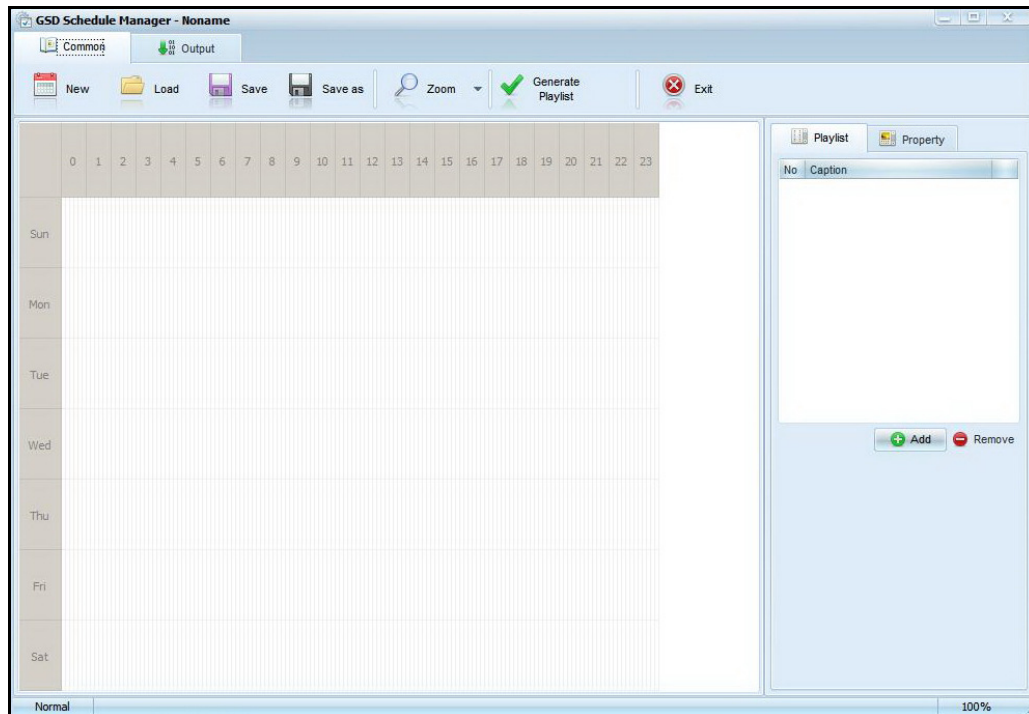 GSD Schedule Manager - Noname
Common Output
New Load Save Save as Zoom Generate Playlist Exit
0 1 2 3 4 5 6 7 8 9 10 11 12 13 14 15 16 17 18 19 20 21 22 23
Sun
Mon
Tue
Wed
Thu
Fri
Sat
Playlist Property
No Caption
Add Remove
Normal 100%